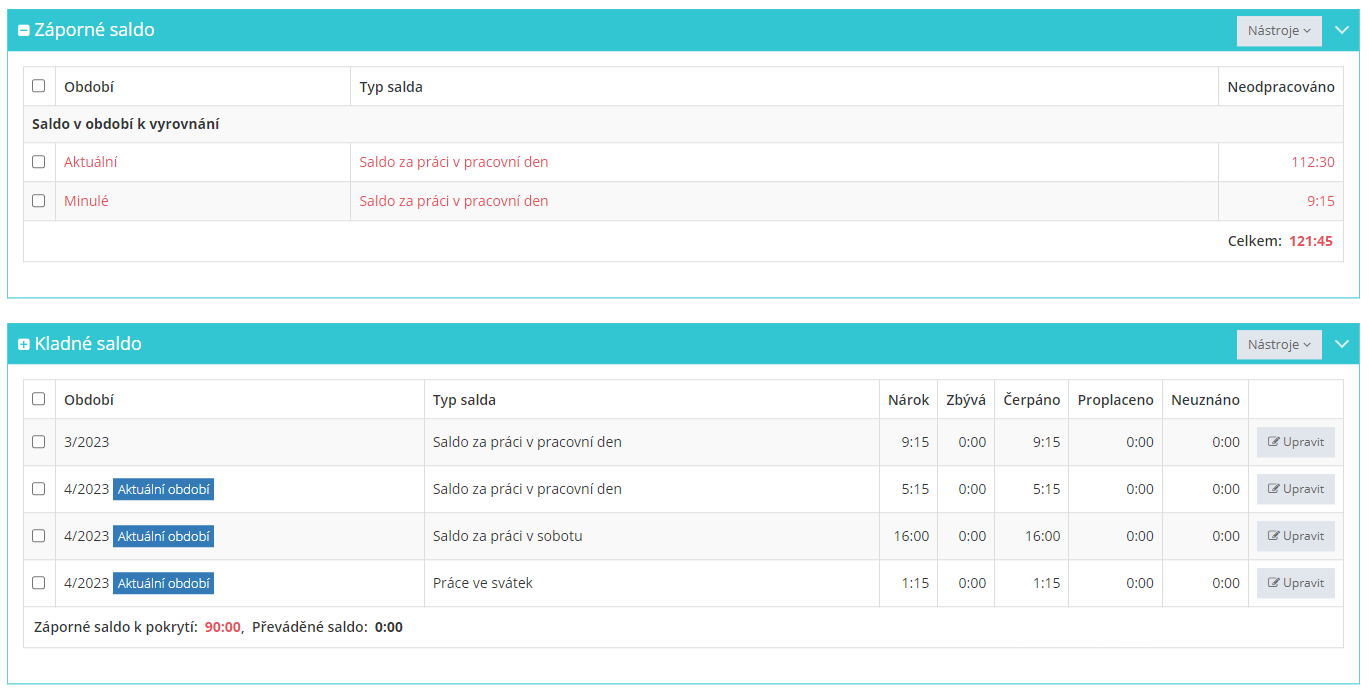 Záporné saldo Nástroje
Období Typ salda Neodpracováno
Saldo v období k vyrovnání
Aktuální Saldo za práci v pracovní den 112:30
Minulé Saldo za práci v pracovní den 9:15
Celkem: 121:45
Kladné saldo Nástroje
Období Typ salda Nárok Zbývá Čerpáno Proplaceno Neuznáno
3/2023 Saldo za práci v pracovní den 9:15 0:00 9:15 0:00 0:00 Upravit
4/2023 Aktuální období Saldo za práci v pracovní den 5:15 0:00 5:15 0:00 0:00 Upravit
4/2023 Aktuální období Saldo za práci v sobotu 16:00 0:00 16:00 0:00 0:00 Upravit
4/2023 Aktuální období Práce ve svátek 1:15 0:00 1:15 0:00 0:00 Upravit
Záporné saldo k pokrytí: 90:00, Převáděné saldo: 0:00